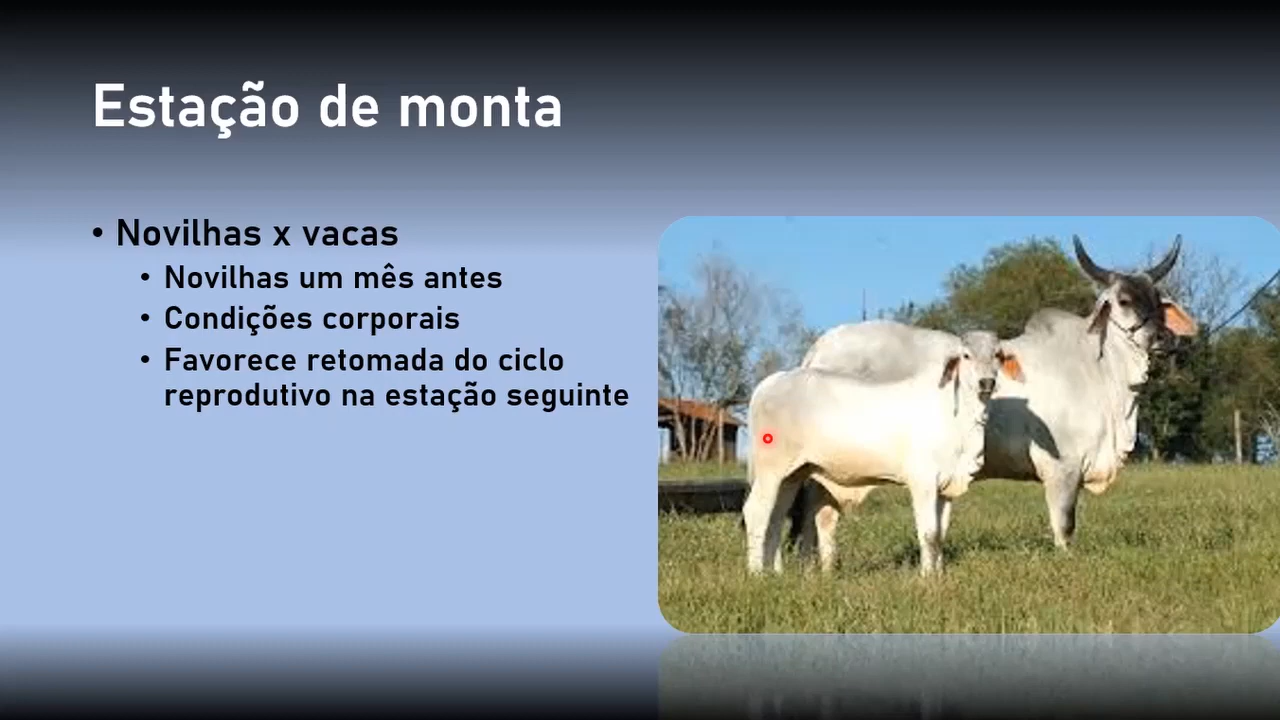 Estação de monta
• Novilhas x vacas
• Novilhas um mês antes
• Condições corporais
• Favorece retomada do ciclo
reprodutivo na estação seguinte